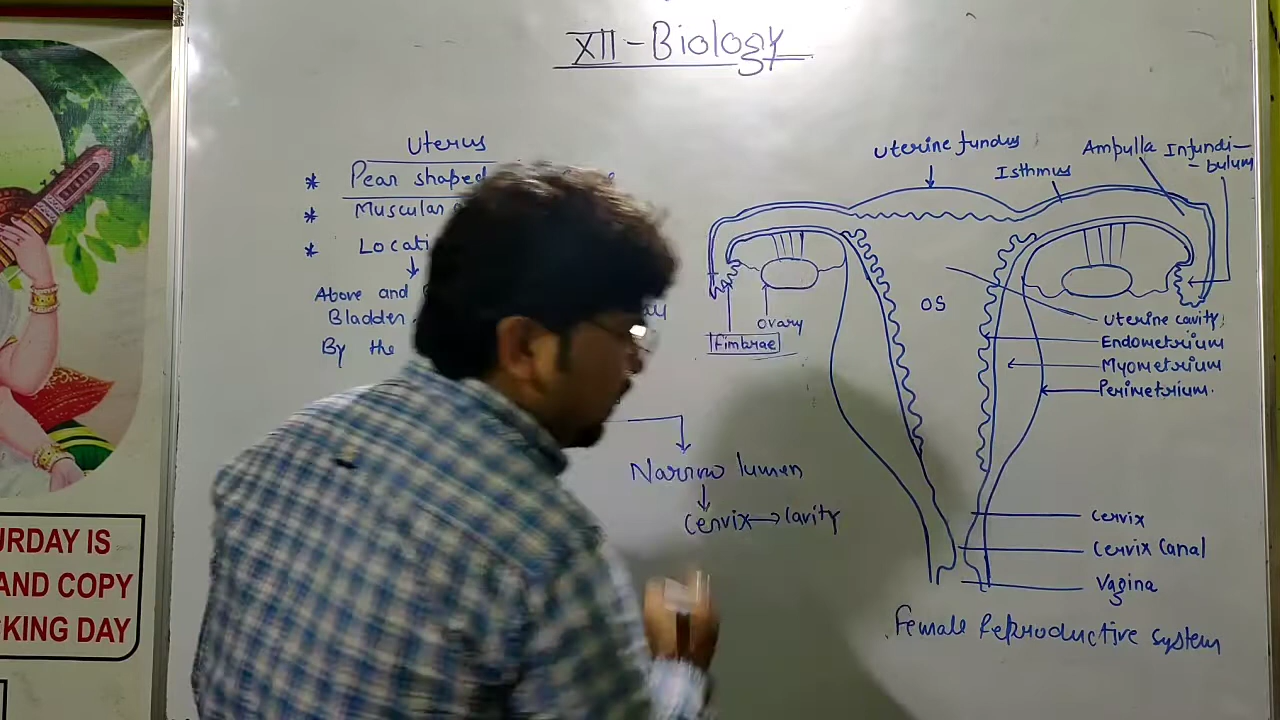 XII - Biology
Uterus
* Pear shaped
* Muscular
*
Above and
Bladder
By the
Narrow lumen
Cervix → Cavity
Uterine fundus
Isthmus
Ampulla
Infundi-
-bulum
OS
Ovary
Fimbrae
Uterine cavity
Endometrium
Myometrium
Perimetrium.
Cervix
Cervix Canal
Vagina
Female Reproductive System
URDAY IS
AND COPY
KING DAY